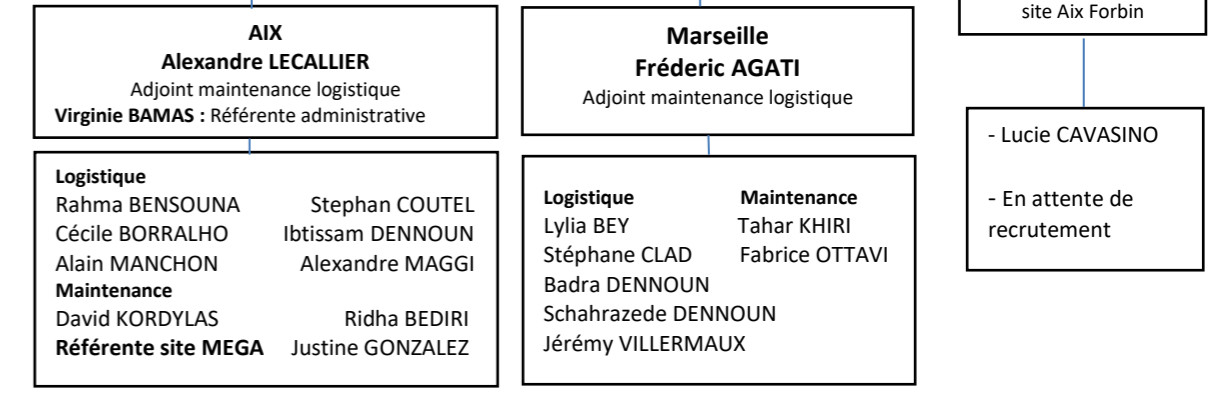 AIX
Alexandre LECALLIER
Adjoint maintenance logistique
Virginie BAMAS : Référente administrative
Logistique
Rahma BENSOUNA Stephan COUTEL
Cécile BORRALHO Ibtissam DENNOUN
Alain MANCHON Alexandre MAGGI
Maintenance
David KORDYLAS Ridha BEDIRI
Référente site MEGA Justine GONZALEZ
Marseille
Fréderic AGATI
Adjoint maintenance logistique
Logistique Maintenance
Lylia BEY Tahar KHIRI
Stéphane CLAD Fabrice OTTAVI
Badra DENNOUN
Schahrazede DENNOUN
Jérémy VILLERMAUX
site Aix Forbin
- Lucie CAVASINO
- En attente de
recrutement